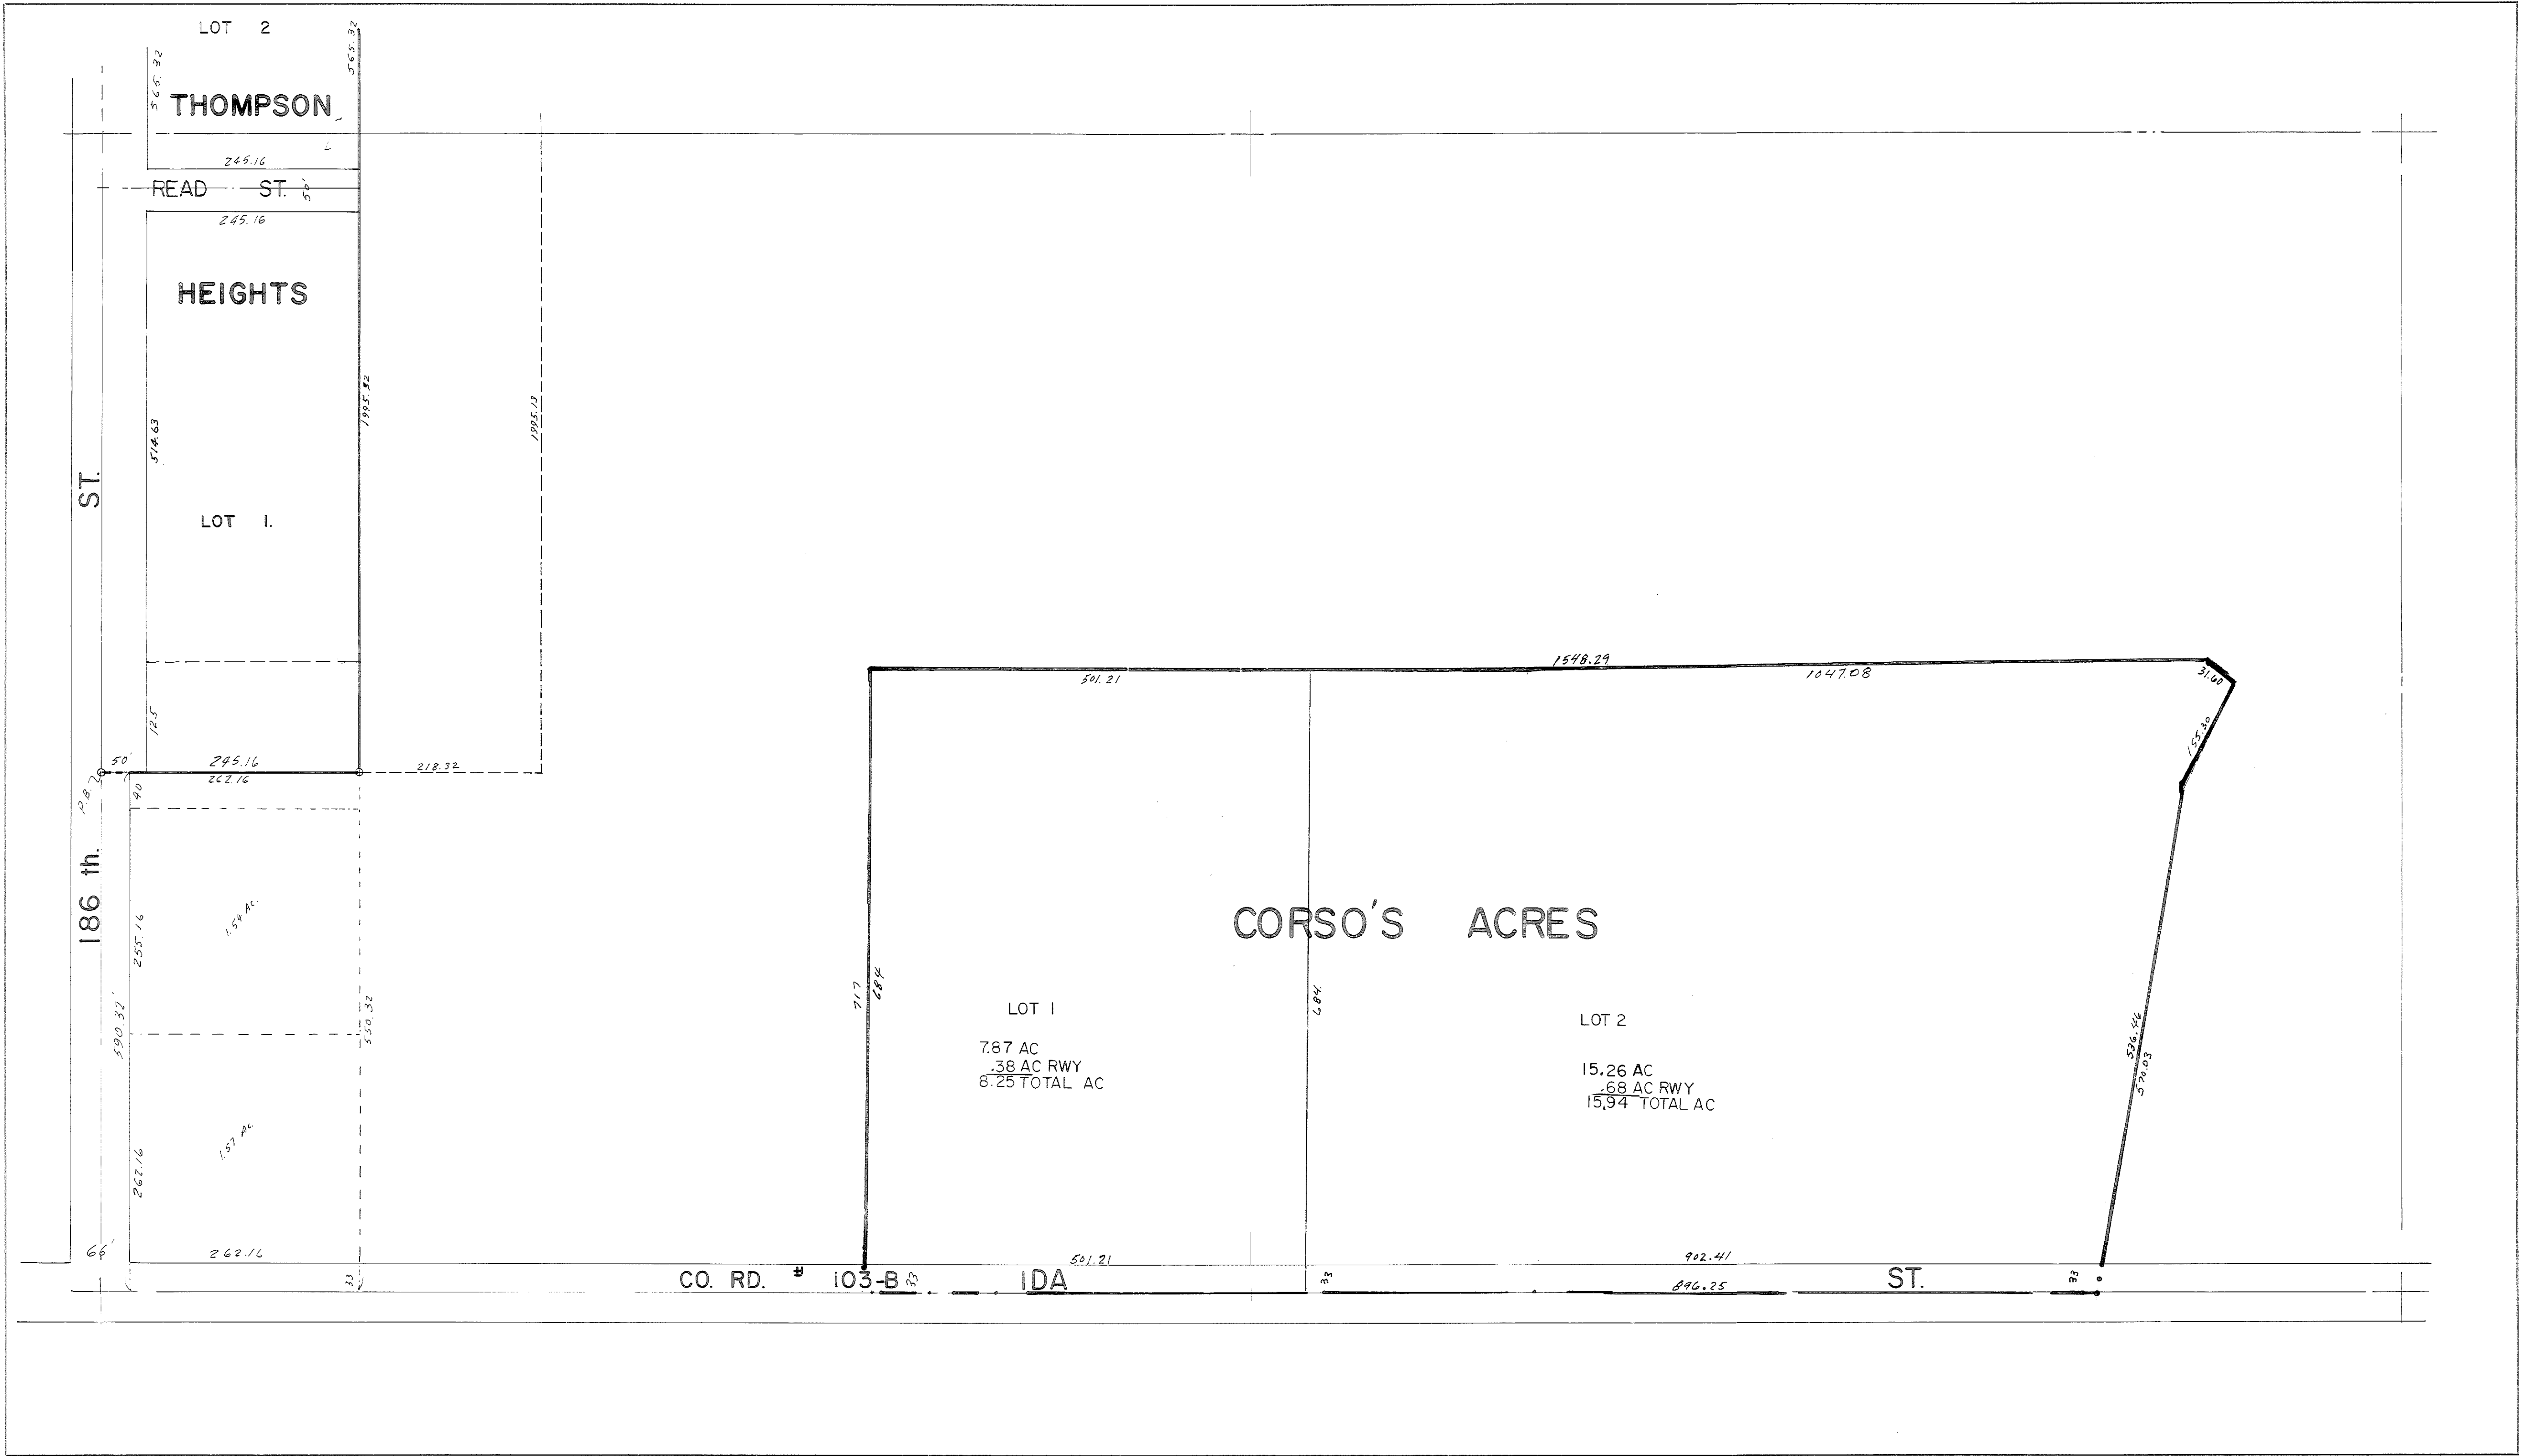 LOT 2
565.32
565.32
THOMPSON
245.16
READ ST. 50'
245.16
HEIGHTS
1995.32
1995.13
514.63
ST.
LOT 1.
125
50'
245.16
262.16
218.32
P.B.
40
186 th.
1.54 Ac.
255.16
590.32'
550.32
1.57 Ac
262.16
66'
262.16
33
1548.29
501.21
1047.08
31.60
155.30
CORSO'S ACRES
717
684
684.
LOT 1
7.87 AC
.38 AC RWY
8.25 TOTAL AC
LOT 2
15.26 AC
.68 AC RWY
15.94 TOTAL AC
536.46
570.03
501.21
902.41
CO. RD. # 103-B 33 IDA 33 ST. 33
896.25